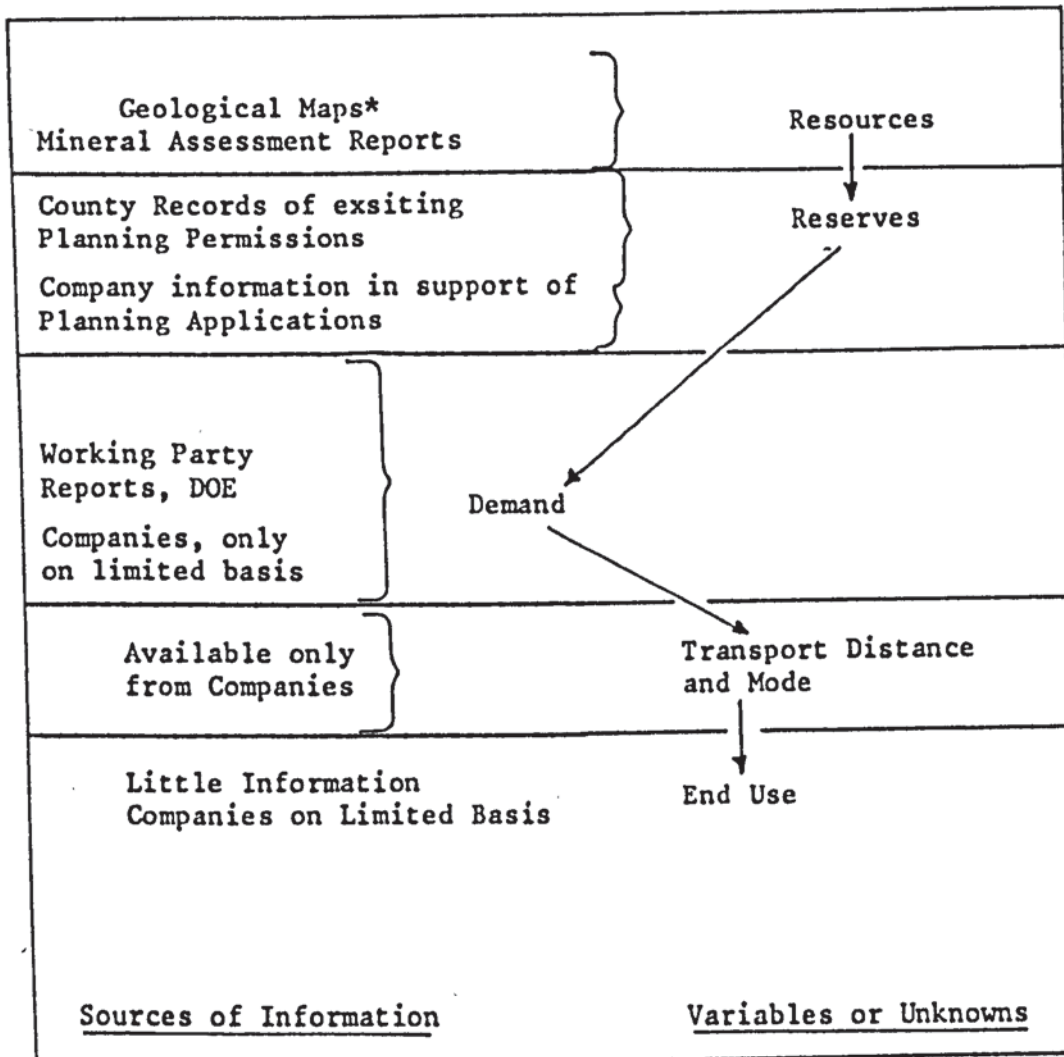 Geological Maps*
Mineral Assessment Reports
Resources
County Records of exsiting
Planning Permissions
Reserves
Company information in support of
Planning Applications
Working Party
Reports, DOE
Demand
Companies, only
on limited basis
Available only
from Companies
Transport Distance
and Mode
Little Information
Companies on Limited Basis
End Use
Sources of Information
Variables or Unknowns